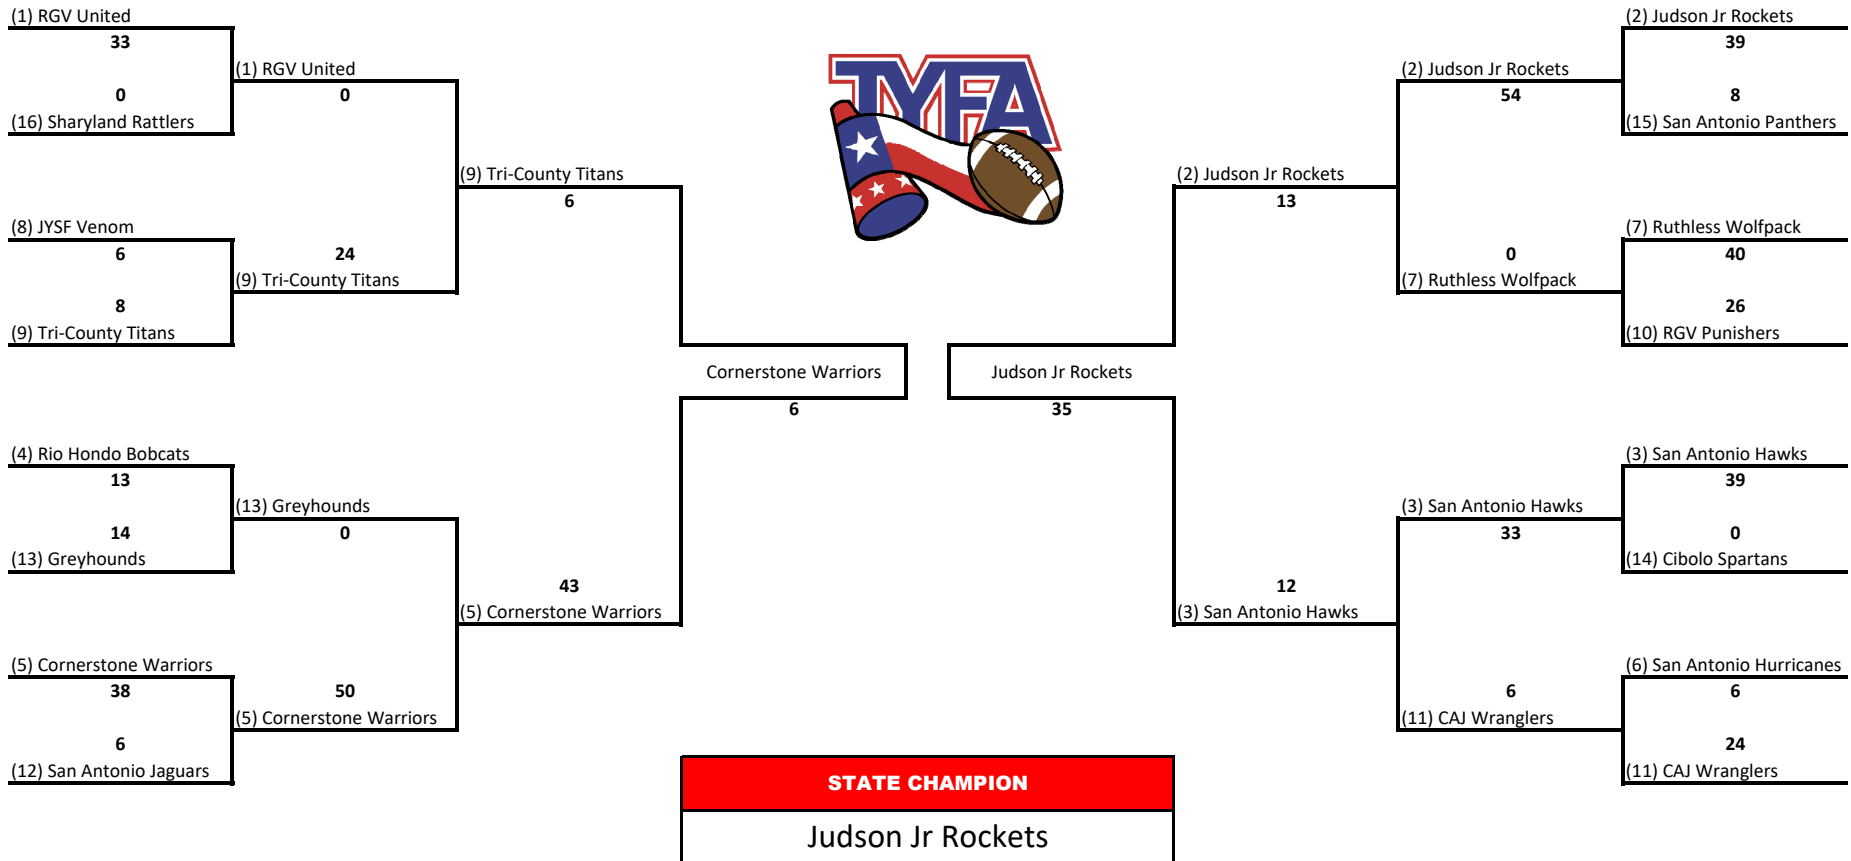 (1) RGV United
33
0
(16) Sharyland Rattlers
(8) JYSF Venom
6
8
(9) Tri-County Titans
(4) Rio Hondo Bobcats
13
14
(13) Greyhounds
(5) Cornerstone Warriors
38
6
(12) San Antonio Jaguars
(1) RGV United
0
24
(9) Tri-County Titans
(13) Greyhounds
0
50
(5) Cornerstone Warriors
(9) Tri-County Titans
6
43
(5) Cornerstone Warriors
TYFA
Cornerstone Warriors
6
Judson Jr Rockets
35
STATE CHAMPION
Judson Jr Rockets
(2) Judson Jr Rockets
13
12
(3) San Antonio Hawks
(2) Judson Jr Rockets
54
0
(7) Ruthless Wolfpack
(3) San Antonio Hawks
33
6
(11) CAJ Wranglers
(2) Judson Jr Rockets
39
8
(15) San Antonio Panthers
(7) Ruthless Wolfpack
40
26
(10) RGV Punishers
(3) San Antonio Hawks
39
0
(14) Cibolo Spartans
(6) San Antonio Hurricanes
6
24
(11) CAJ Wranglers